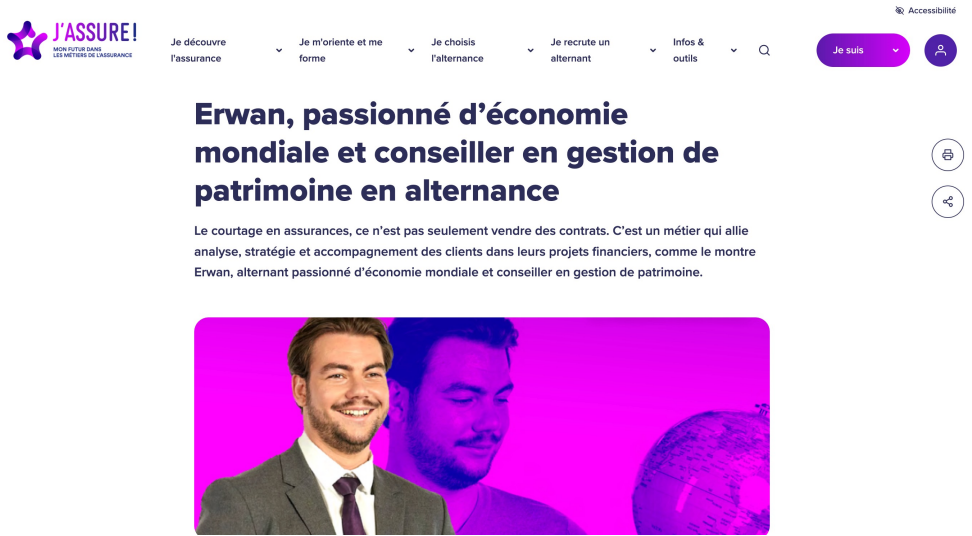 Accessibilité
J'ASSURE!
MON FUTUR DANS
LES MÉTIERS DE L'ASSURANCE
Je découvre
l'assurance
Je m'oriente et me
forme
Je choisis
l'alternance
Je recrute un
alternant
Infos &
outils
Je suis
Erwan, passionné d’économie
mondiale et conseiller en gestion de
patrimoine en alternance
Le courtage en assurances, ce n’est pas seulement vendre des contrats. C’est un métier qui allie
analyse, stratégie et accompagnement des clients dans leurs projets financiers, comme le montre
Erwan, alternant passionné d’économie mondiale et conseiller en gestion de patrimoine.